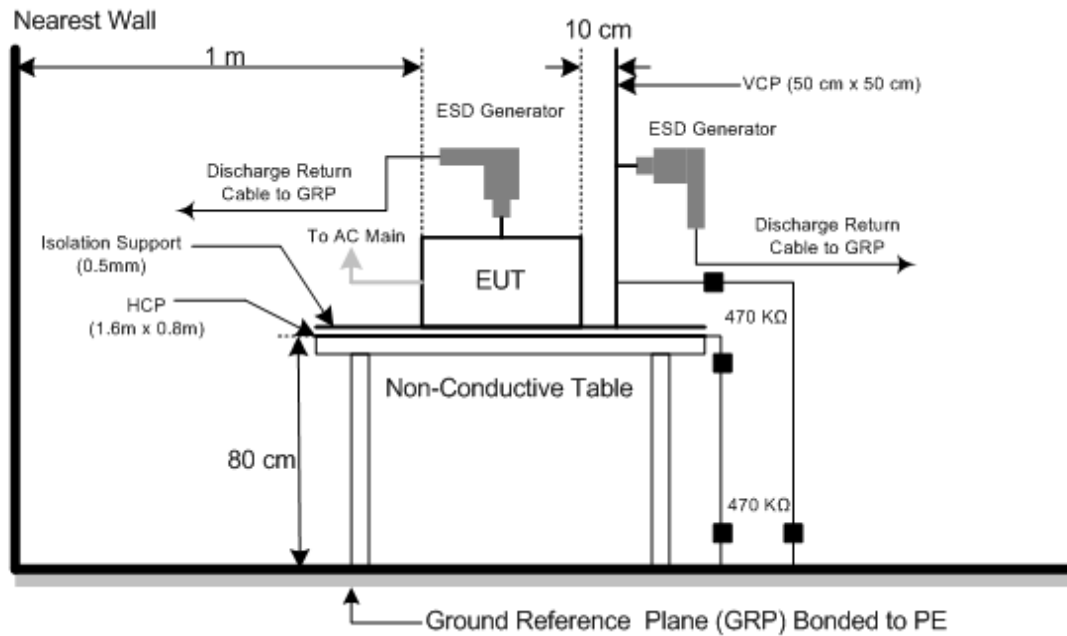 Nearest Wall
1 m
10 cm
VCP (50 cm x 50 cm)
ESD Generator
ESD Generator
Discharge Return
Cable to GRP
Discharge Return
Cable to GRP
To AC Main
Isolation Support
(0.5mm)
EUT
HCP
(1.6m x 0.8m)
470 KΩ
Non-Conductive Table
80 cm
470 KΩ
Ground Reference Plane (GRP) Bonded to PE